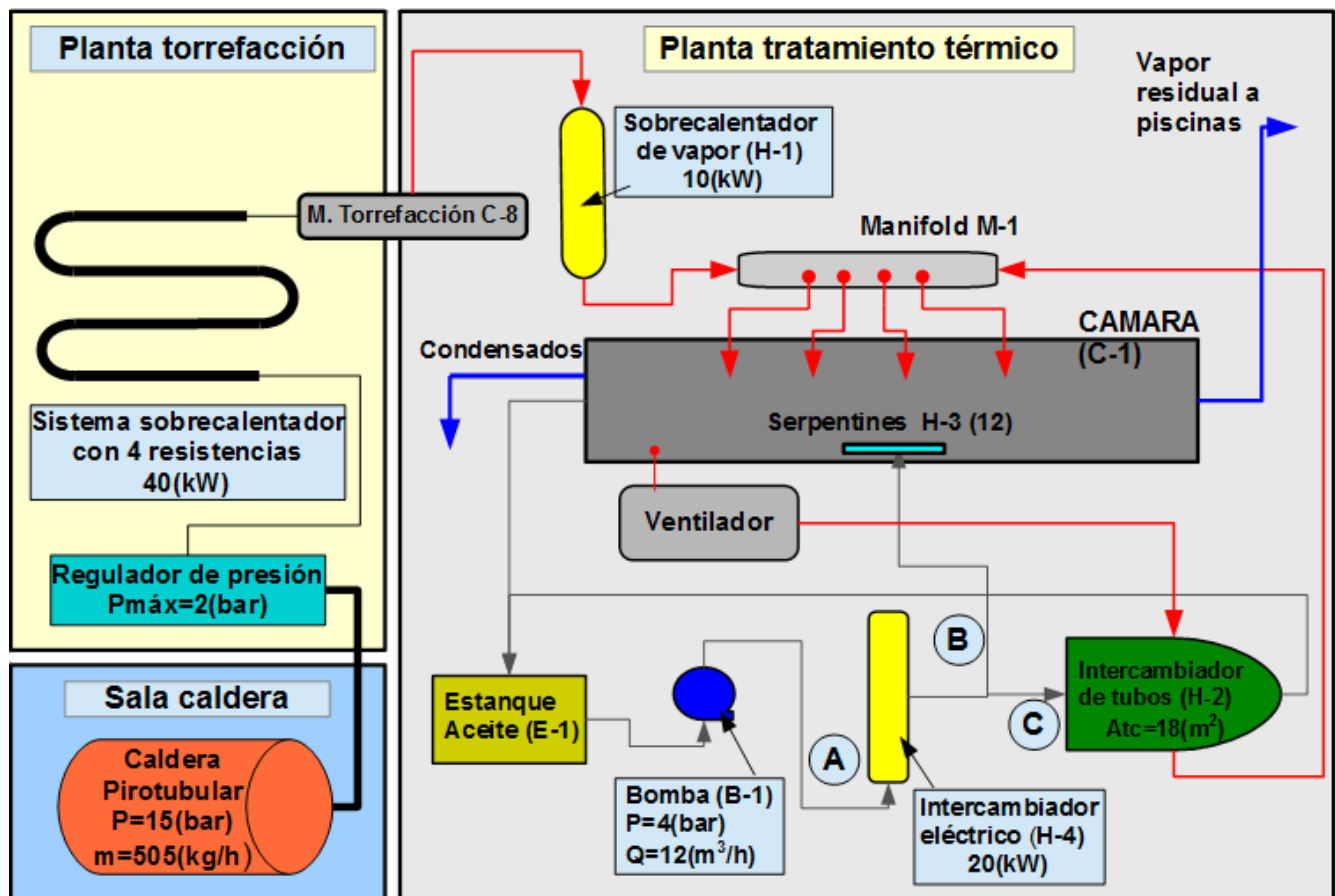 Planta torrefacción
M. Torrefacción C-8
Sistema sobrecalentador
con 4 resistencias
40(kW)
Regulador de presión
Pmáx=2(bar)
Sala caldera
Caldera
Pirotubular
P=15(bar)
m=505(kg/h)
Planta tratamiento térmico
Vapor
residual a
piscinas
Sobrecalentador
de vapor (H-1)
10(kW)
Manifold M-1
CAMARA
(C-1)
Condensados
Serpentines H-3 (12)
Ventilador
Estanque
Aceite (E-1)
Bomba (B-1)
P=4(bar)
Q=12(m³/h)
A
B
C
Intercambiador
eléctrico (H-4)
20(kW)
Intercambiador
de tubos (H-2)
Atc=18(m²)